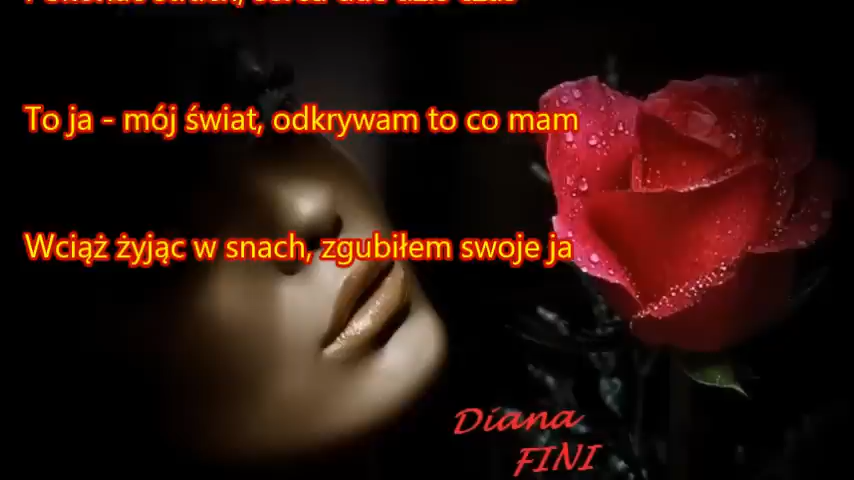 To ja - mój świat, odkrywam to co mam
Wciąż żyjąc w snach, zgubiłem swoje ja
Diana
FINI